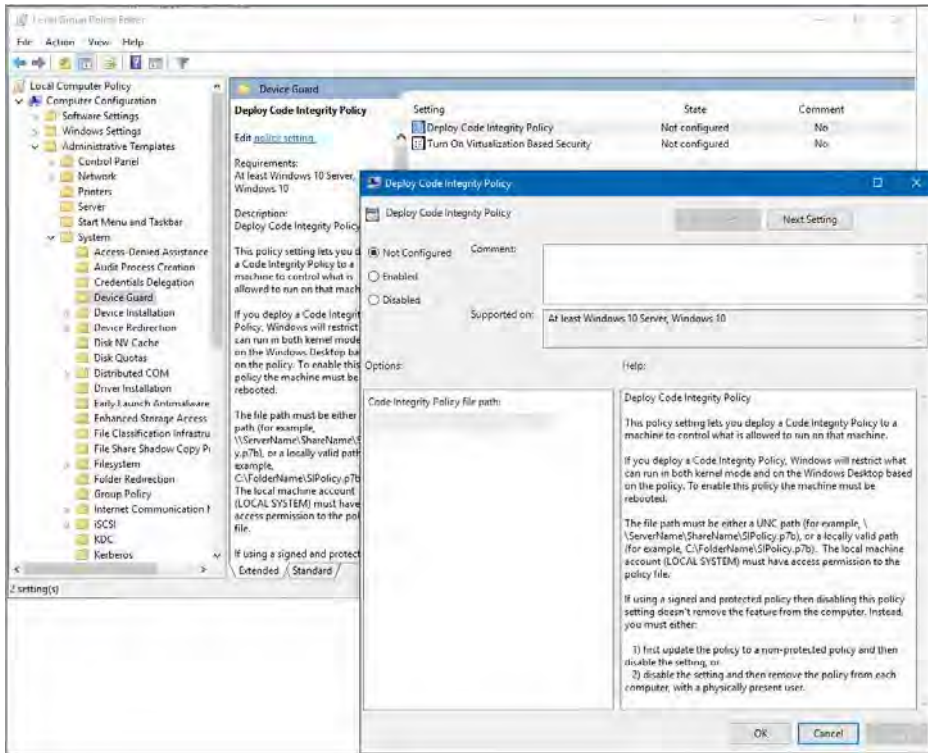 Local Group Policy Editor
File Action View Help
Local Computer Policy
Computer Configuration
Software Settings
Windows Settings
Administrative Templates
Control Panel
Network
Printers
Server
Start Menu and Taskbar
System
Access-Denied Assistance
Audit Process Creation
Credentials Delegation
Device Guard
Device Installation
Device Redirection
Disk NV Cache
Disk Quotas
Distributed COM
Driver Installation
Early Launch Antimalware
Enhanced Storage Access
File Classification Infrastru
File Share Shadow Copy Pr
Filesystem
Folder Redirection
Group Policy
Internet Communication
iSCSI
KDC
Kerberos
2 setting(s)
Device Guard
Deploy Code Integrity Policy
Edit policy setting
Requirements:
At least Windows 10 Server,
Windows 10
Description:
Deploy Code Integrity Policy
This policy setting lets you d
a Code Integrity Policy to a
machine to control what is
allowed to run on that mach
If you deploy a Code Integrit
Policy, Windows will restrict
can run in both kernel mode
on the Windows Desktop ba
on the policy. To enable this
policy the machine must be
rebooted.
The file path must be either
path (for example,
\\ServerName\ShareName\S
y.p7b), or a locally valid path
example,
C:\FolderName\SIPolicy.p7b
The local machine account
(LOCAL SYSTEM) must have
access permission to the pol
file.
If using a signed and protect
Extended Standard
Setting State Comment
Deploy Code Integrity Policy Not configured No
Turn On Virtualization Based Security Not configured No
Deploy Code Integrity Policy
Deploy Code Integrity Policy
Next Setting
Not Configured
Enabled
Disabled
Comment:
Supported on:
At least Windows 10 Server, Windows 10
Options:
Code Integrity Policy file path:
Help:
Deploy Code Integrity Policy
This policy setting lets you deploy a Code Integrity Policy to a
machine to control what is allowed to run on that machine.
If you deploy a Code Integrity Policy, Windows will restrict what
can run in both kernel mode and on the Windows Desktop based
on the policy. To enable this policy the machine must be
rebooted.
The file path must be either a UNC path (for example, \
\ServerName\ShareName\SIPolicy.p7b), or a locally valid path
(for example, C:\FolderName\SIPolicy.p7b). The local machine
account (LOCAL SYSTEM) must have access permission to the
policy file.
If using a signed and protected policy then disabling this policy
setting doesn't remove the feature from the computer. Instead,
you must either:
1) first update the policy to a non-protected policy and then
disable the setting, or
2) disable the setting and then remove the policy from each
computer, with a physically present user.
OK Cancel